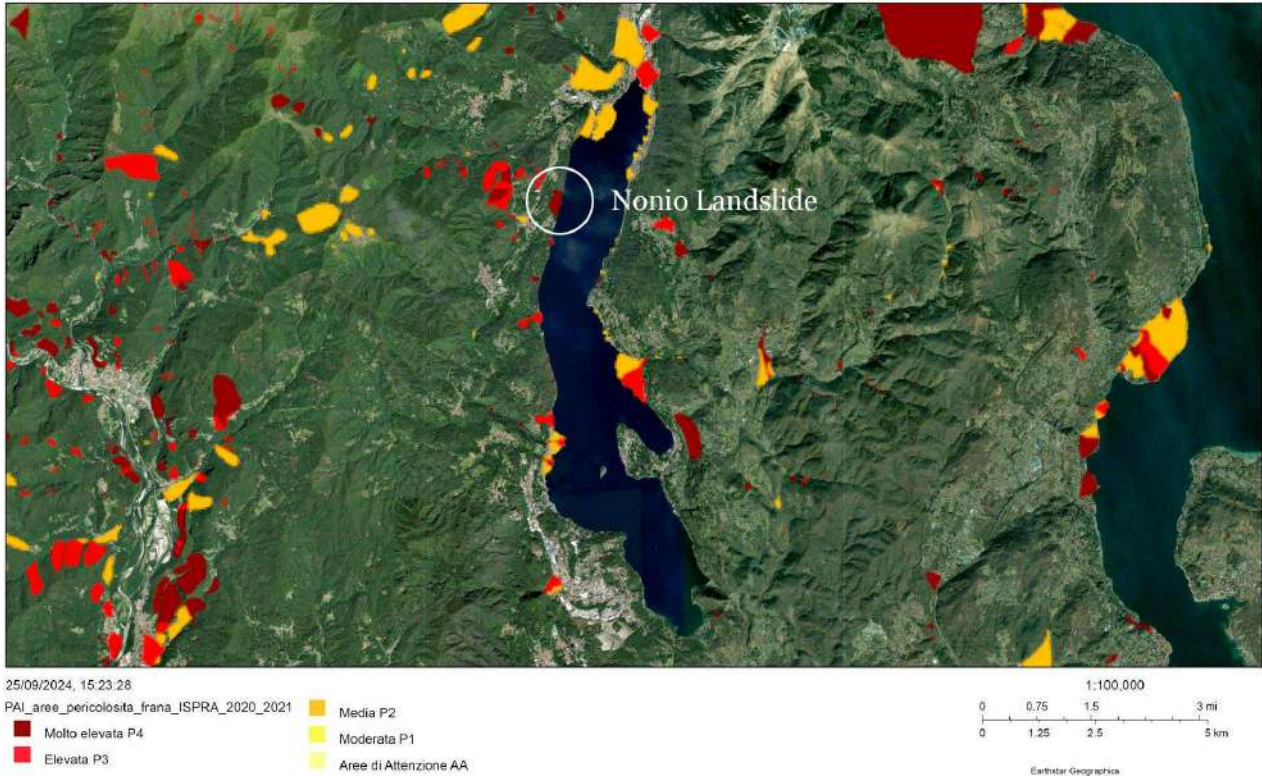 Nonio Landslide
25/09/2024, 15:23:28
PAI_aree_pericolosita_frana_ISPRA_2020_2021
Molto elevata P4
Elevata P3
Media P2
Moderata P1
Aree di Attenzione AA
1:100,000
0 0.75 1.5 3 mi
0 1.25 2.5 5 km
Earthstar Geographics